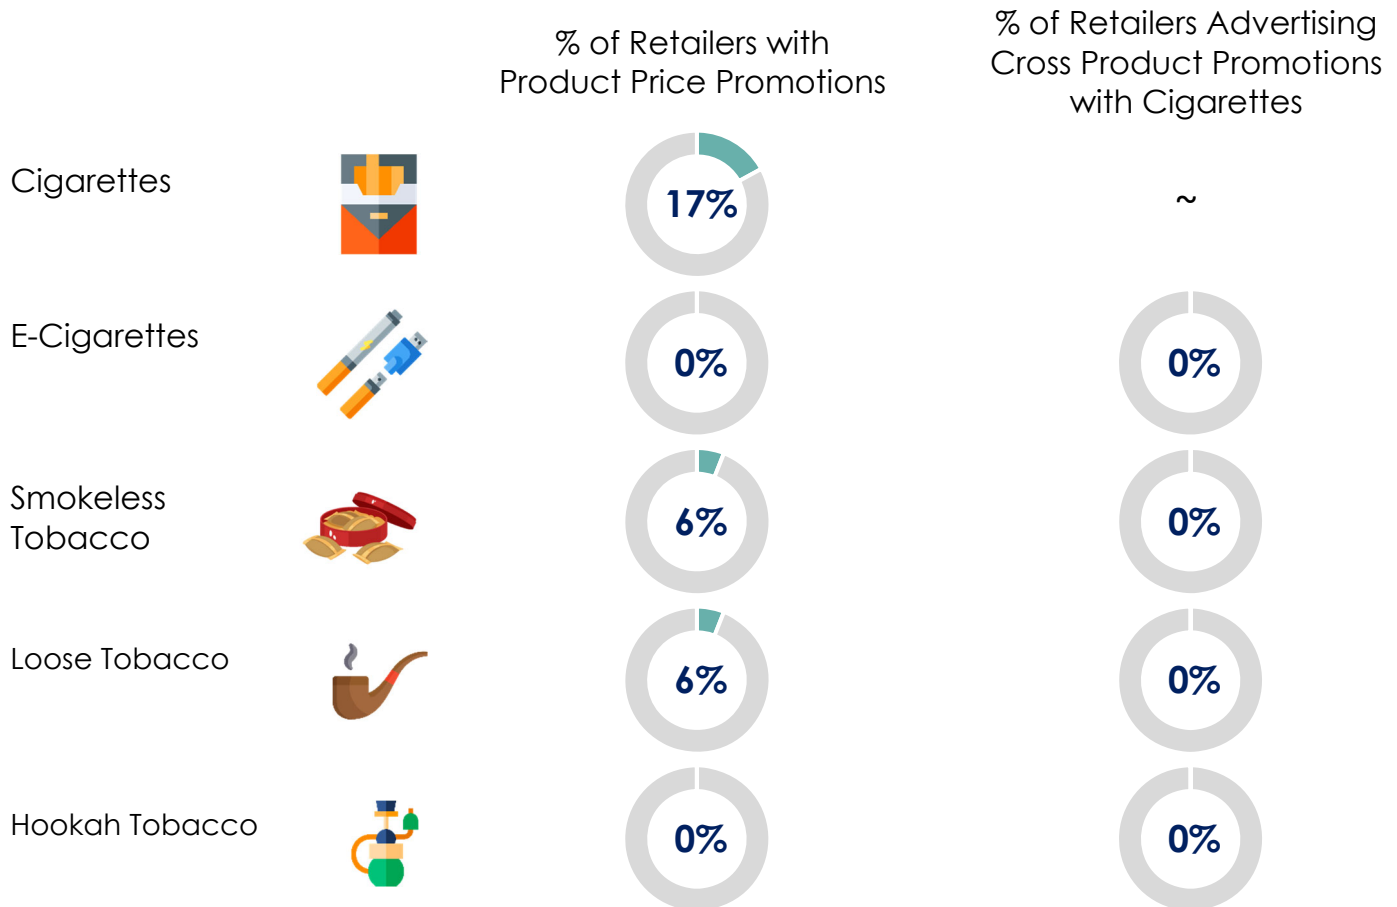 % of Retailers with
Product Price Promotions
% of Retailers Advertising
Cross Product Promotions
with Cigarettes
Cigarettes
17%
~
E-Cigarettes
0%
0%
Smokeless
Tobacco
6%
0%
Loose Tobacco
6%
0%
Hookah Tobacco
0%
0%